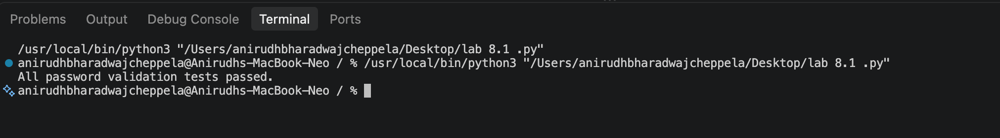 Problems Output Debug Console Terminal Ports
/usr/local/bin/python3 "/Users/anirudhbharadwajcheppela/Desktop/lab 8.1 .py"
anirudhbharadwajcheppela@Anirudhs-MacBook-Neo / % /usr/local/bin/python3 "/Users/anirudhbharadwajcheppela/Desktop/lab 8.1 .py"
All password validation tests passed.
anirudhbharadwajcheppela@Anirudhs-MacBook-Neo / %